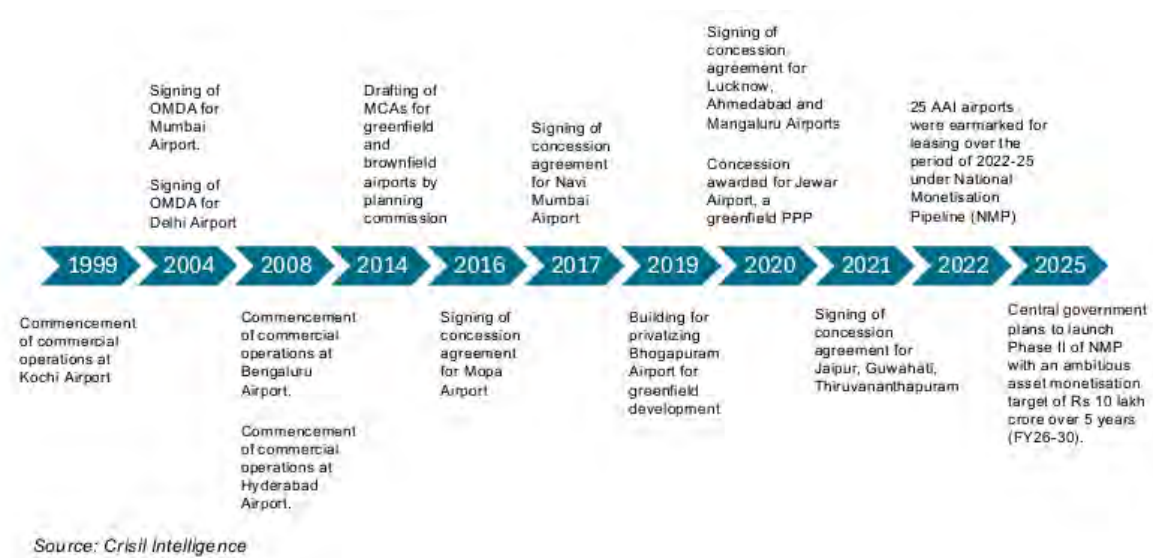 Signing of
OMDA for
Mumbai
Airport.
Signing of
OMDA for
Delhi Airport
Drafting of
MCAs for
greenfield
and
brownfield
airports by
planning
commission
Signing of
concession
agreement
for Navi
Mumbai
Airport
Signing of
concession
agreement for
Lucknow,
Ahmedabad and
Mangaluru Airports
Concession
awarded for Jewar
Airport, a
greenfield PPP
25 AAI airports
were earmarked for
leasing over the
period of 2022-25
under National
Monetisation
Pipeline (NMP)
1999 2004 2008 2014 2016 2017 2019 2020 2021 2022 2025
Commencement
of commercial
operations at
Kochi Airport
Commencement
of commercial
operations at
Bengaluru
Airport.
Commencement
of commercial
operations at
Hyderabad
Airport.
Signing of
concession
agreement
for Mopa
Airport
Building for
privatizing
Bhogapuram
Airport for
greenfield
development
Signing of
concession
agreement for
Jaipur, Guwahati,
Thiruvananthapuram
Central government
plans to launch
Phase II of NMP
with an ambitious
asset monetisation
target of Rs 10 lakh
crore over 5 years
(FY26-30).
Source: Crisil Intelligence